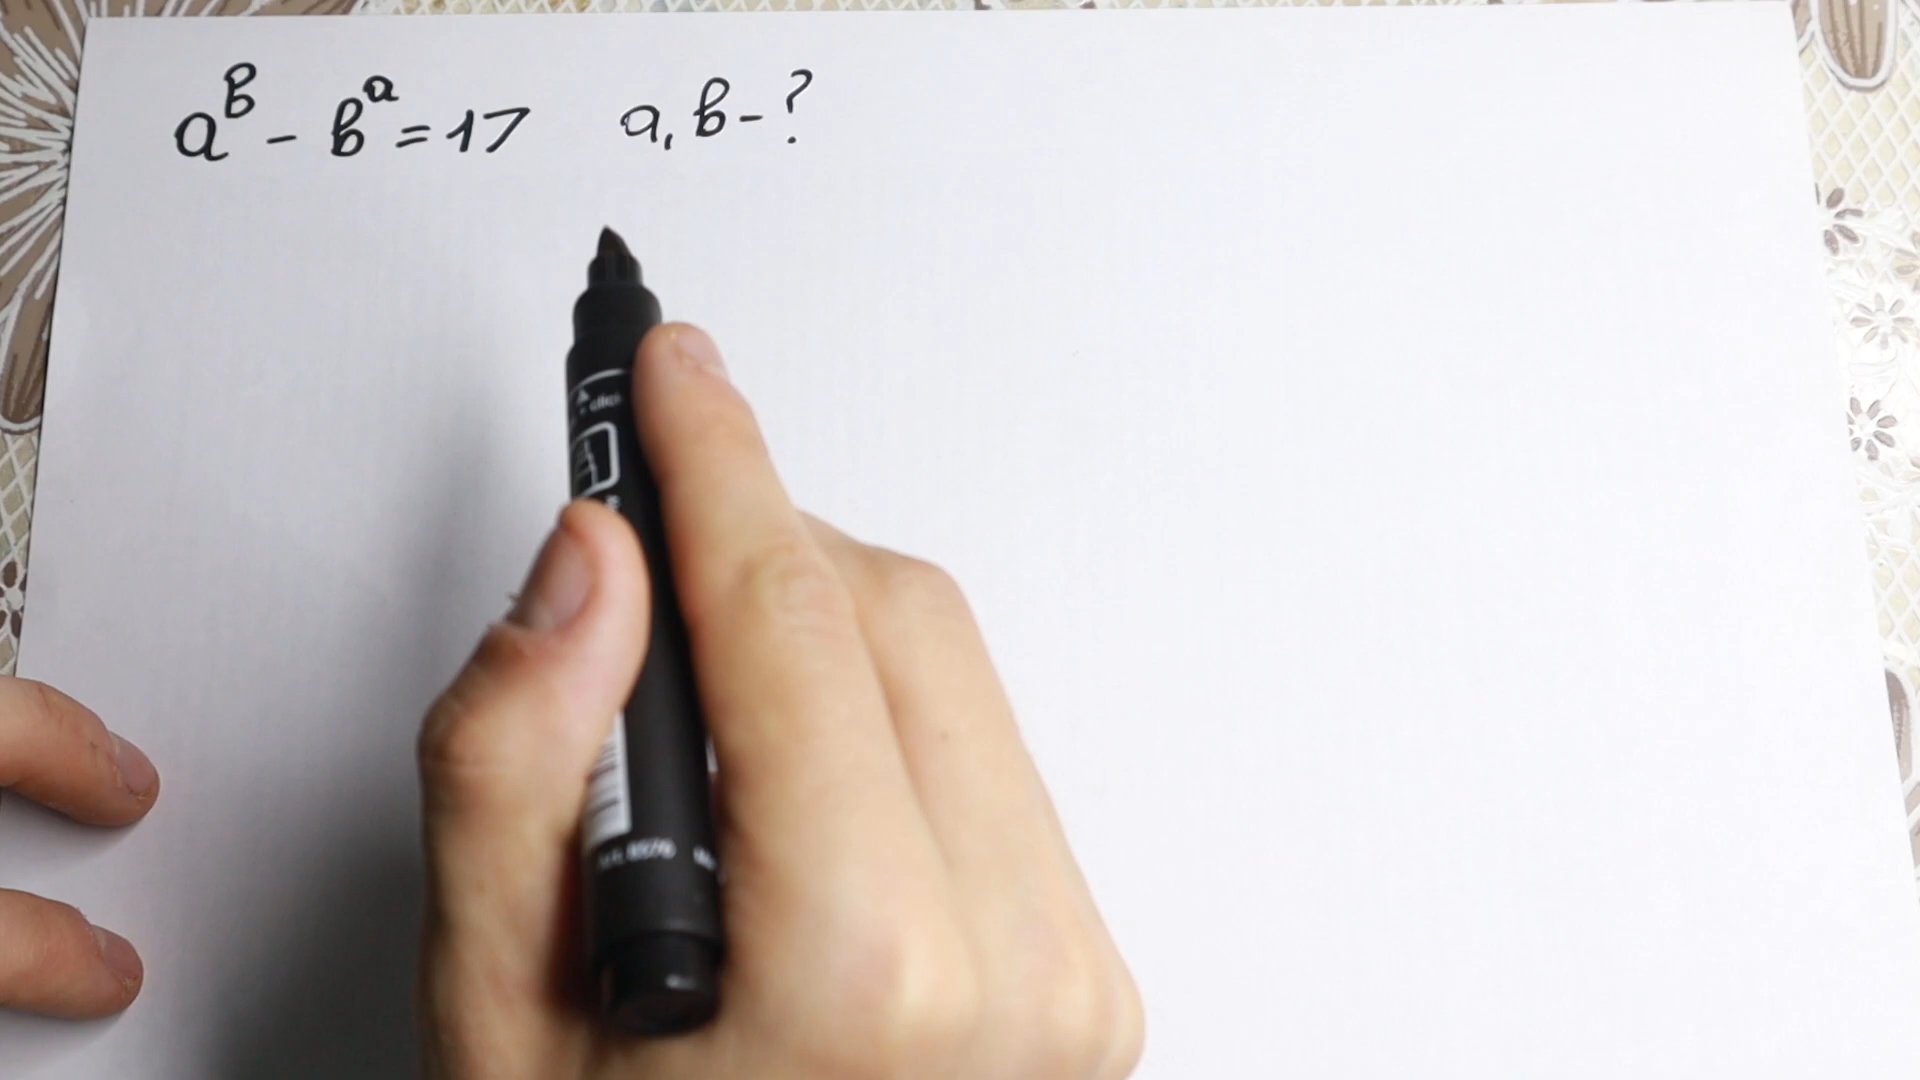 a^b - b^a = 17    a, b - ?